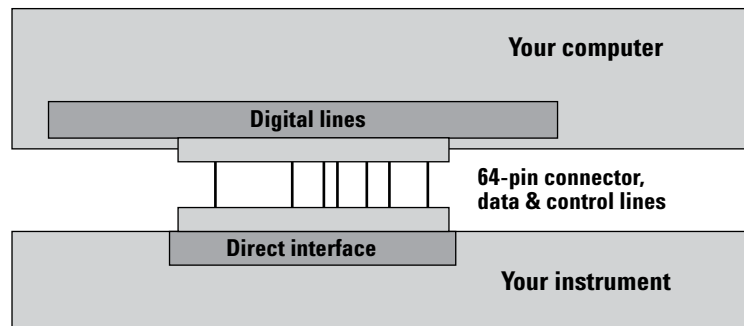 Your computer
Digital lines
64-pin connector,
data & control lines
Direct interface
Your instrument